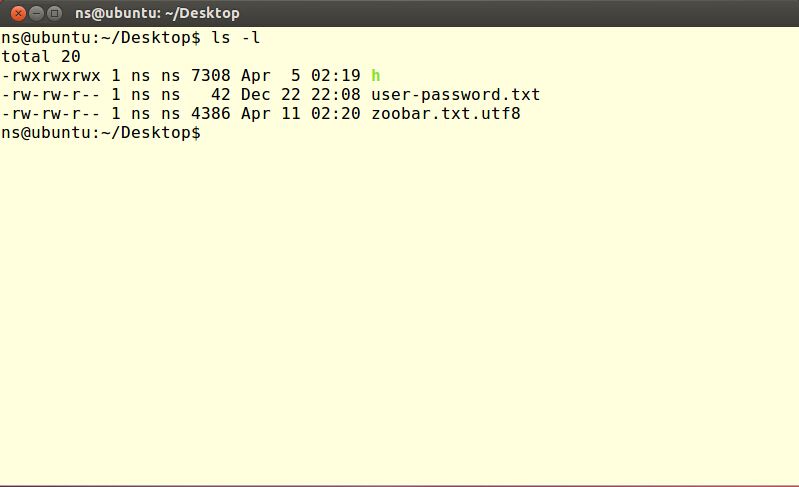 ns@ubuntu: ~/Desktop
ns@ubuntu:~/Desktop$ ls -l
total 20
-rwxrwxrwx 1 ns ns 7308 Apr  5 02:19 h
-rw-rw-r-- 1 ns ns   42 Dec 22 22:08 user-password.txt
-rw-rw-r-- 1 ns ns 4386 Apr 11 02:20 zoobar.txt.utf8
ns@ubuntu:~/Desktop$